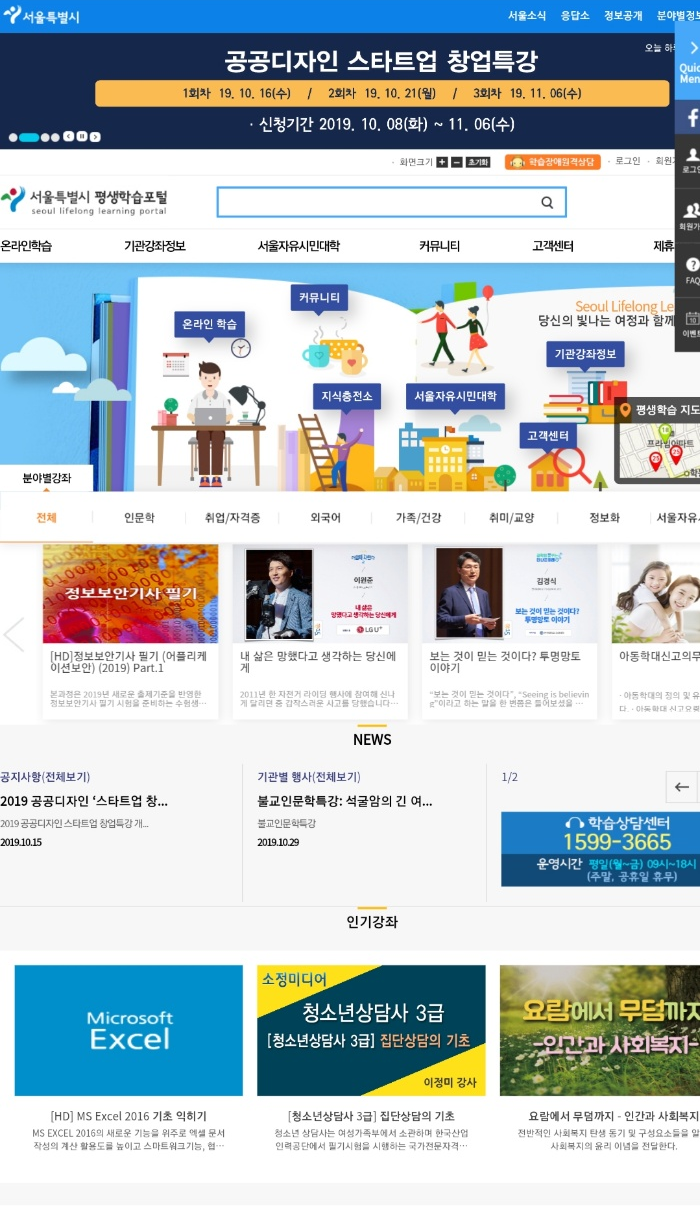 서울특별시
서울소식 응답소 정보공개 분야별정보
공공디자인 스타트업 창업특강
오늘 하루
1회차 19. 10. 16(수) / 2회차 19. 10. 21(월) / 3회차 19. 11. 06(수)
· 신청기간 2019. 10. 08(화) ~ 11. 06(수)
Quick
Menu
로그인
회원가
FAQ
이벤트
· 화면크기 + - 초기화 학습장애원격상담 · 로그인 · 회원가
서울특별시 평생학습포털
seoul lifelong learning portal
온라인학습 기관강좌정보 서울자유시민대학 커뮤니티 고객센터 제휴
커뮤니티
온라인 학습
Seoul Lifelong Le
당신의 빛나는 여정과 함께
기관강좌정보
지식충전소
서울자유시민대학
고객센터
평생학습 지도
분야별강좌
전체 인문학 취업/자격증 외국어 가족/건강 취미/교양 정보화 서울자유시
정보보안기사 필기
이원준
내 삶은
망했다고 생각하는 당신에게
LG U+
김경식
보는 것이 믿는 것이다?
투명망토 이야기
[HD]정보보안기사 필기 (어플리케
이션보안) (2019) Part.1
본과정은 2019년 새로운 출제기준을 반영한
정보보안기사 필기 시험을 준비하는 수험생…
내 삶은 망했다고 생각하는 당신에
게
2011년 한 자전거 라이딩 행사에 참여해 신나
게 달리던 중 갑작스러운 사고를 당했습니다…
보는 것이 믿는 것이다? 투명망토
이야기
“보는 것이 믿는 것이다”, “Seeing is believin
g”이라고 하는 말을 한 번쯤은 들어보셨을 …
아동학대신고의무
· 아동학대의 정의 및 유
다. · 아동학대 신고요령
NEWS
공지사항(전체보기)
2019 공공디자인 ‘스타트업 창...
2019 공공디자인 스타트업 창업특강 개...
2019.10.15
기관별 행사(전체보기)
불교인문학특강: 석굴암의 긴 여...
불교인문학특강
2019.10.29
1/2
학습상담센터
1599-3665
운영시간 평일(월~금) 09시~18시
(주말, 공휴일 휴무)
인기강좌
Microsoft
Excel
소정미디어
청소년상담사 3급
[청소년상담사 3급] 집단상담의 기초
이정미 강사
요람에서 무덤까지
-인간과 사회복지-
[HD] MS Excel 2016 기초 익히기
MS EXCEL 2016의 새로운 기능을 위주로 엑셀 문서
작성의 계산 활용도를 높이고 스마트워크기능, 협…
[청소년상담사 3급] 집단상담의 기초
청소년 상담사는 여성가족부에서 소관하며 한국산업
인력공단에서 필기시험을 시행하는 국가전문자격…
요람에서 무덤까지 - 인간과 사회복지
전반적인 사회복지 탄생 동기 및 구성요소들을 알
사회복지의 윤리 이념을 전달한다.